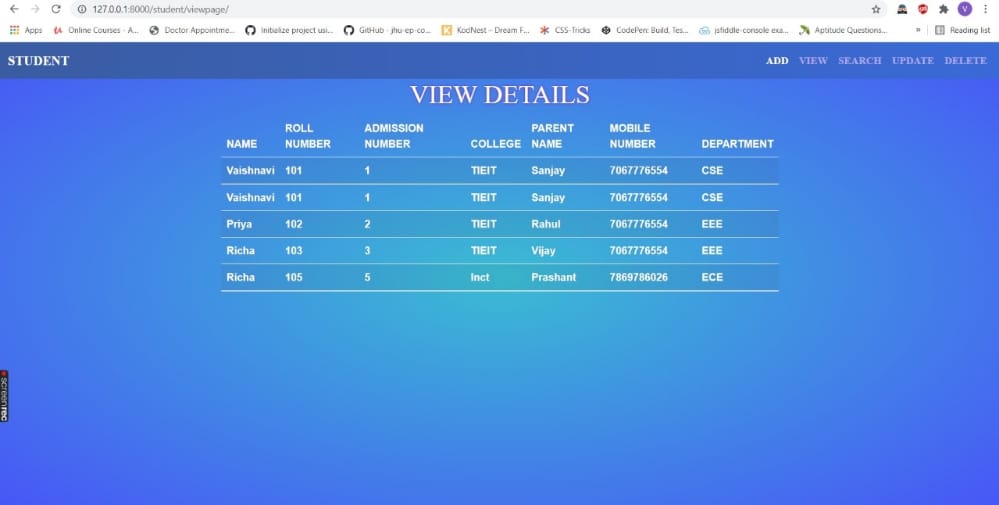 127.0.0.1:8000/student/viewpage/
V
Apps Online Courses - A... Doctor Appointme... Initialize project usi... GitHub - jhu-ep-co... KodNest – Dream F... CSS-Tricks CodePen: Build, Tes... jsfiddle-console exa... Aptitude Questions... » Reading list
STUDENT ADD VIEW SEARCH UPDATE DELETE
VIEW DETAILS
NAME ROLL NUMBER ADMISSION NUMBER COLLEGE PARENT NAME MOBILE NUMBER DEPARTMENT
Vaishnavi 101 1 TIEIT Sanjay 7067776554 CSE
Vaishnavi 101 1 TIEIT Sanjay 7067776554 CSE
Priya 102 2 TIEIT Rahul 7067776554 EEE
Richa 103 3 TIEIT Vijay 7067776554 EEE
Richa 105 5 lnct Prashant 7869786026 ECE
screenrec